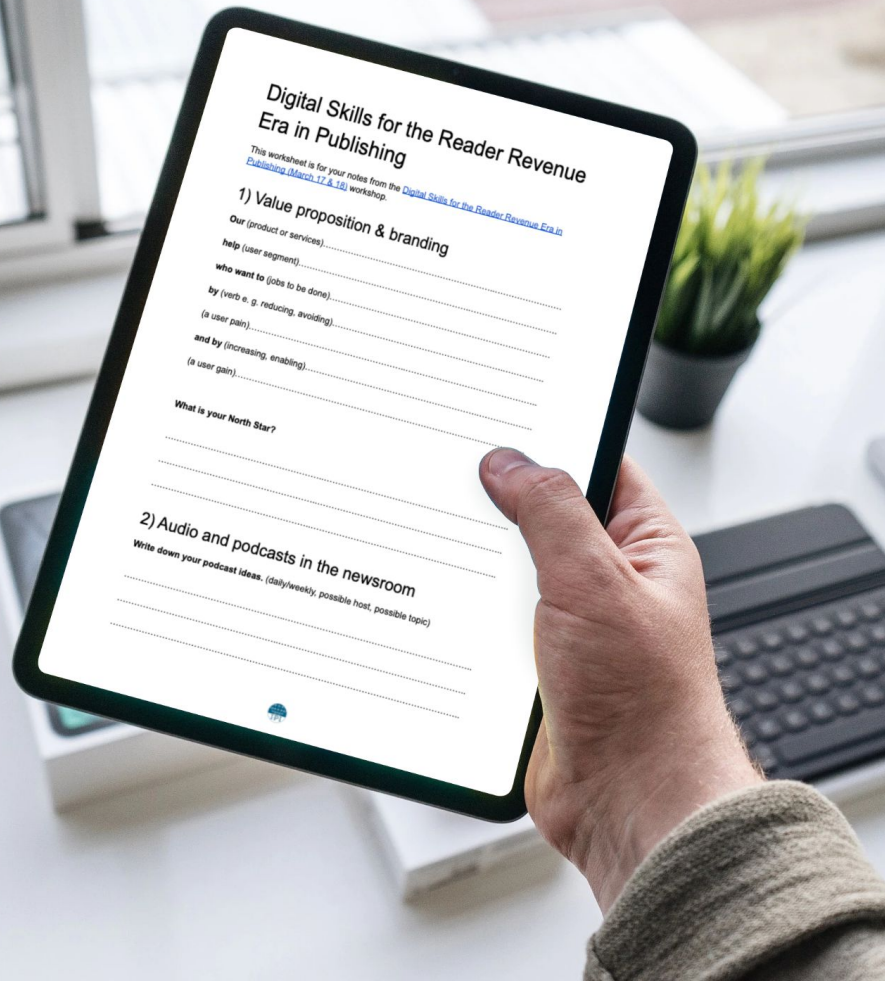 Digital Skills for the Reader Revenue
Era in Publishing
This worksheet is for your notes from the Digital Skills for the Reader Revenue Era in
Publishing (March 17 & 18) workshop.
1) Value proposition & branding
Our (product or services)
help (user segment)
who want to (jobs to be done)
by (verb e. g. reducing, avoiding)
(a user pain)
and by (increasing, enabling)
(a user gain)
What is your North Star?
2) Audio and podcasts in the newsroom
Write down your podcast ideas. (daily/weekly, possible host, possible topic)